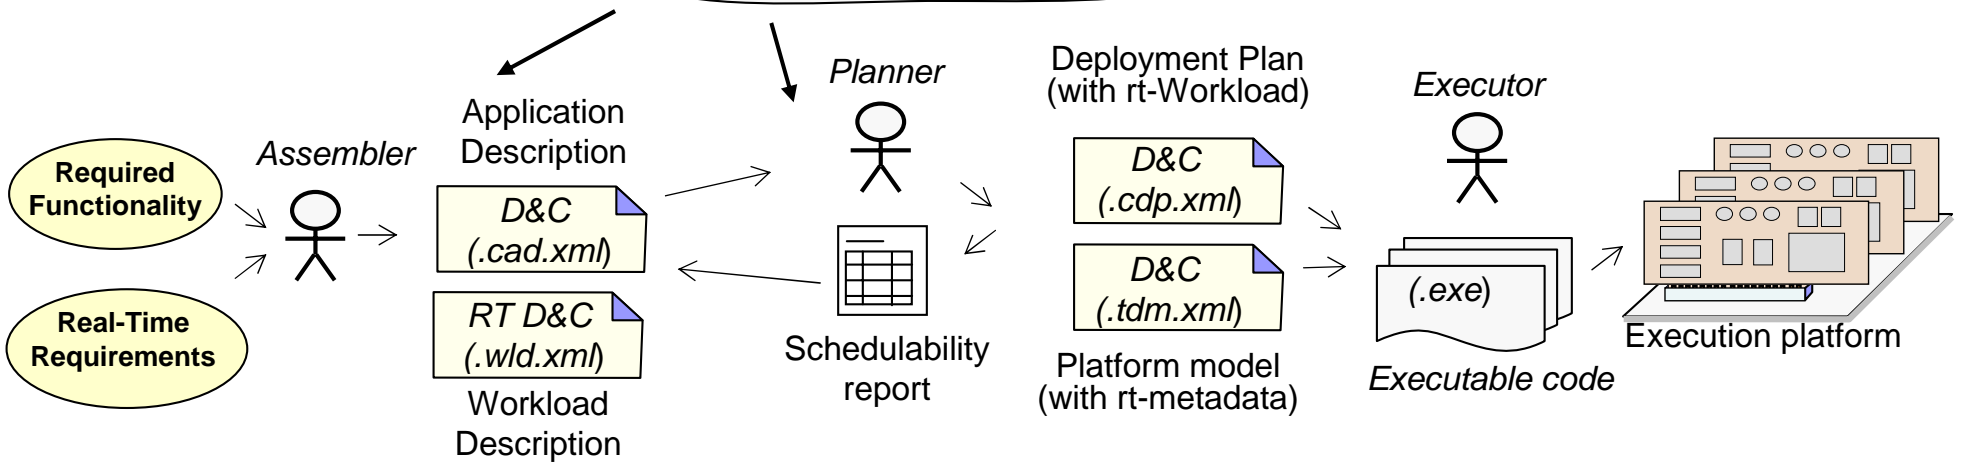 Required
Functionality
Real-Time
Requirements
Assembler
Application
Description
D&C
(.cad.xml)
RT D&C
(.wld.xml)
Workload
Description
Planner
Schedulability
report
Deployment Plan
(with rt-Workload)
D&C
(.cdp.xml)
D&C
(.tdm.xml)
Platform model
(with rt-metadata)
Executor
(.exe)
Executable code
Execution platform